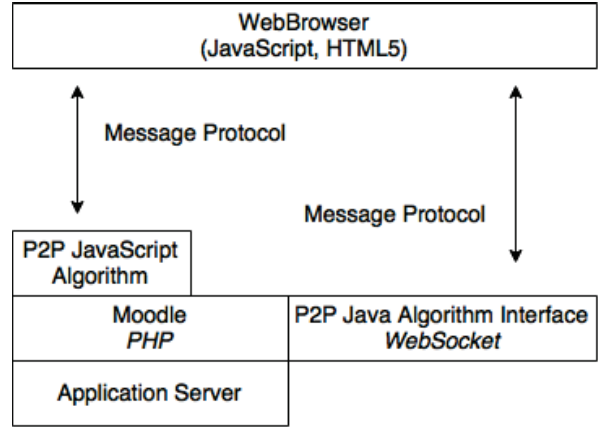 WebBrowser
(JavaScript, HTML5)
Message Protocol
Message Protocol
P2P JavaScript
Algorithm
Moodle
PHP
P2P Java Algorithm Interface
WebSocket
Application Server